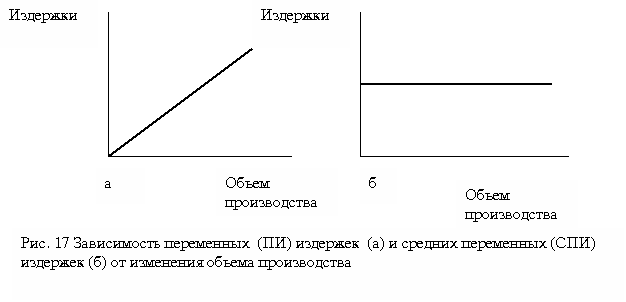 Издержки
Издержки
а
Объем
производства
б
Объем
производства
Рис. 17 Зависимость переменных (ПИ) издержек (а) и средних переменных (СПИ)
издержек (б) от изменения объема производства